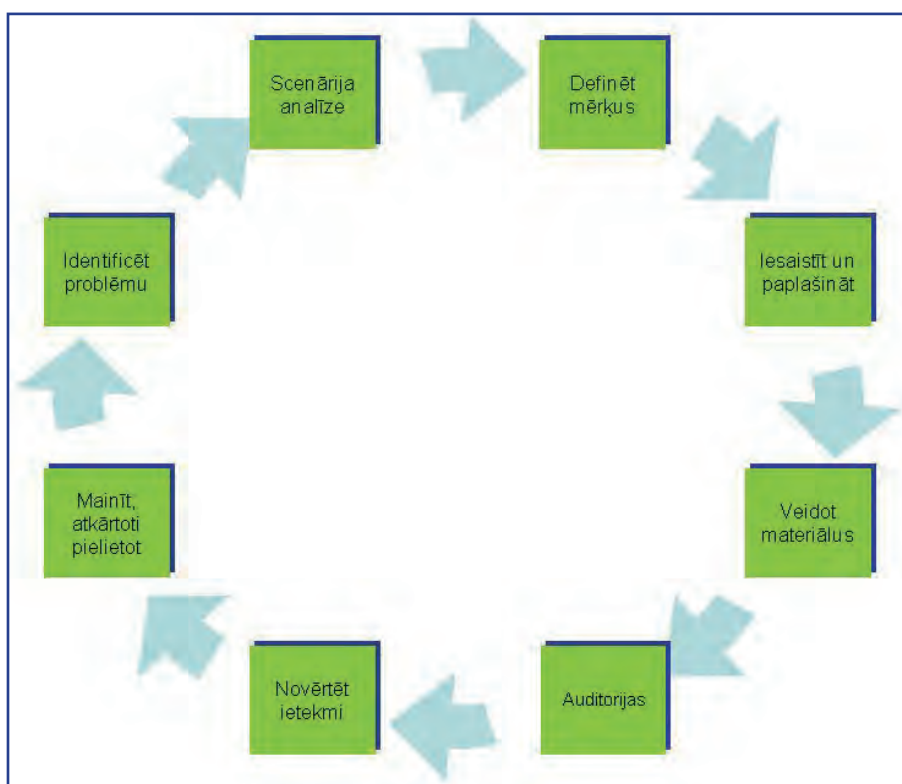 Scenārija
analīze
Definēt
mērķus
Iesaistīt un
paplašināt
Veidot
materiālus
Auditorijas
Novērtēt
ietekmi
Mainīt,
atkārtoti
pielietot
Identificēt
problēmu